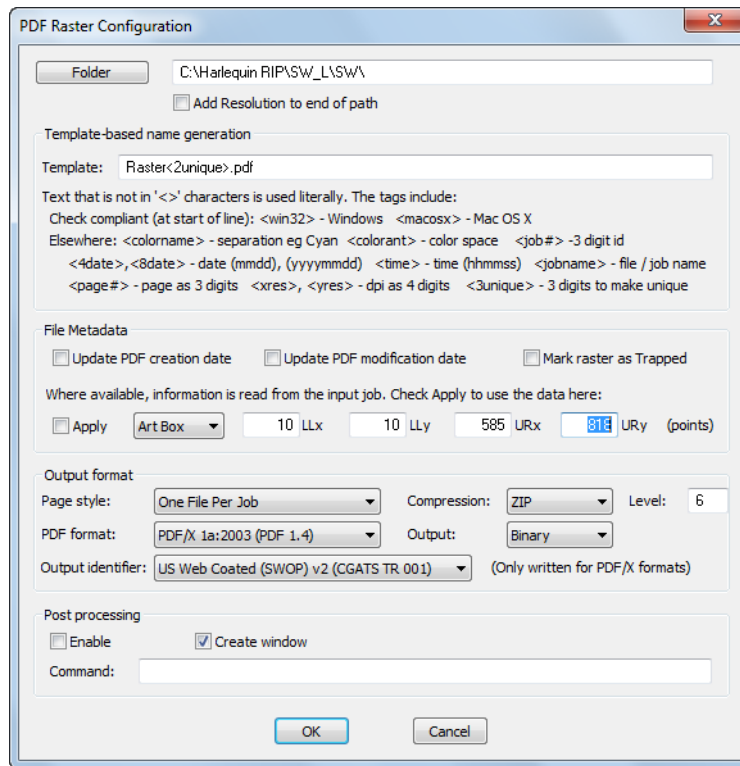 PDF Raster Configuration
Folder C:\Harlequin RIP\SW_L\SW\
Add Resolution to end of path
Template-based name generation
Template: Raster<2unique>.pdf
Text that is not in '<>' characters is used literally. The tags include:
Check compliant (at start of line): <win32> - Windows <macosx> - Mac OS X
Elsewhere: <colorname> - separation eg Cyan <colorant> - color space <job#> -3 digit id
<4date>,<8date> - date (mmdd), (yyyymmdd) <time> - time (hhmmss) <jobname> - file / job name
<page#> - page as 3 digits <xres>, <yres> - dpi as 4 digits <3unique> - 3 digits to make unique
File Metadata
Update PDF creation date Update PDF modification date Mark raster as Trapped
Where available, information is read from the input job. Check Apply to use the data here:
Apply Art Box 10 LLx 10 LLy 585 URx 818 URy (points)
Output format
Page style: One File Per Job Compression: ZIP Level: 6
PDF format: PDF/X 1a:2003 (PDF 1.4) Output: Binary
Output identifier: US Web Coated (SWOP) v2 (CGATS TR 001) (Only written for PDF/X formats)
Post processing
Enable Create window
Command:
OK Cancel